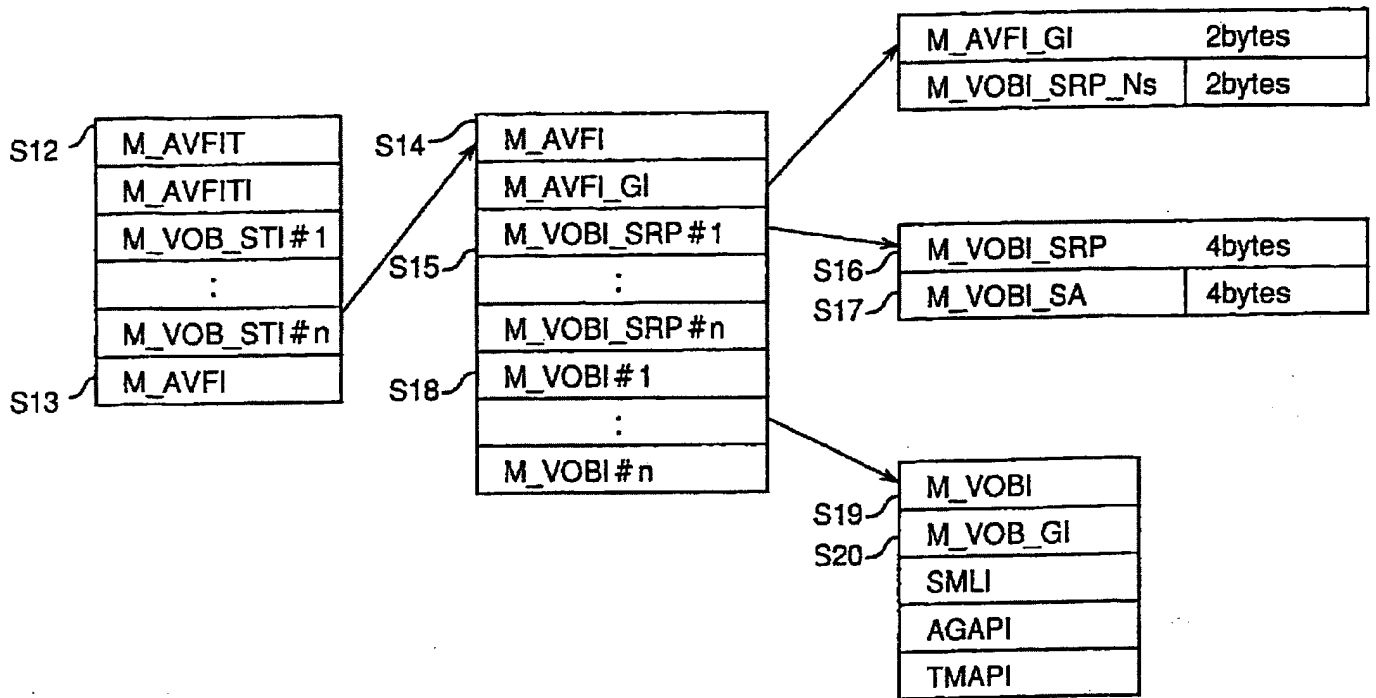 M_AVFI_GI 2bytes
M_VOBI_SRP_Ns 2bytes
S12
M_AVFIT
M_AVFITI
M_VOB_STI#1
:
M_VOB_STI#n
S13
M_AVFI
S14
M_AVFI
M_AVFI_GI
S15
M_VOBI_SRP#1
:
M_VOBI_SRP#n
S18
M_VOBI#1
:
M_VOBI#n
S16
M_VOBI_SRP 4bytes
S17
M_VOBI_SA 4bytes
S19
M_VOBI
S20
M_VOB_GI
SMLI
AGAPI
TMAPI